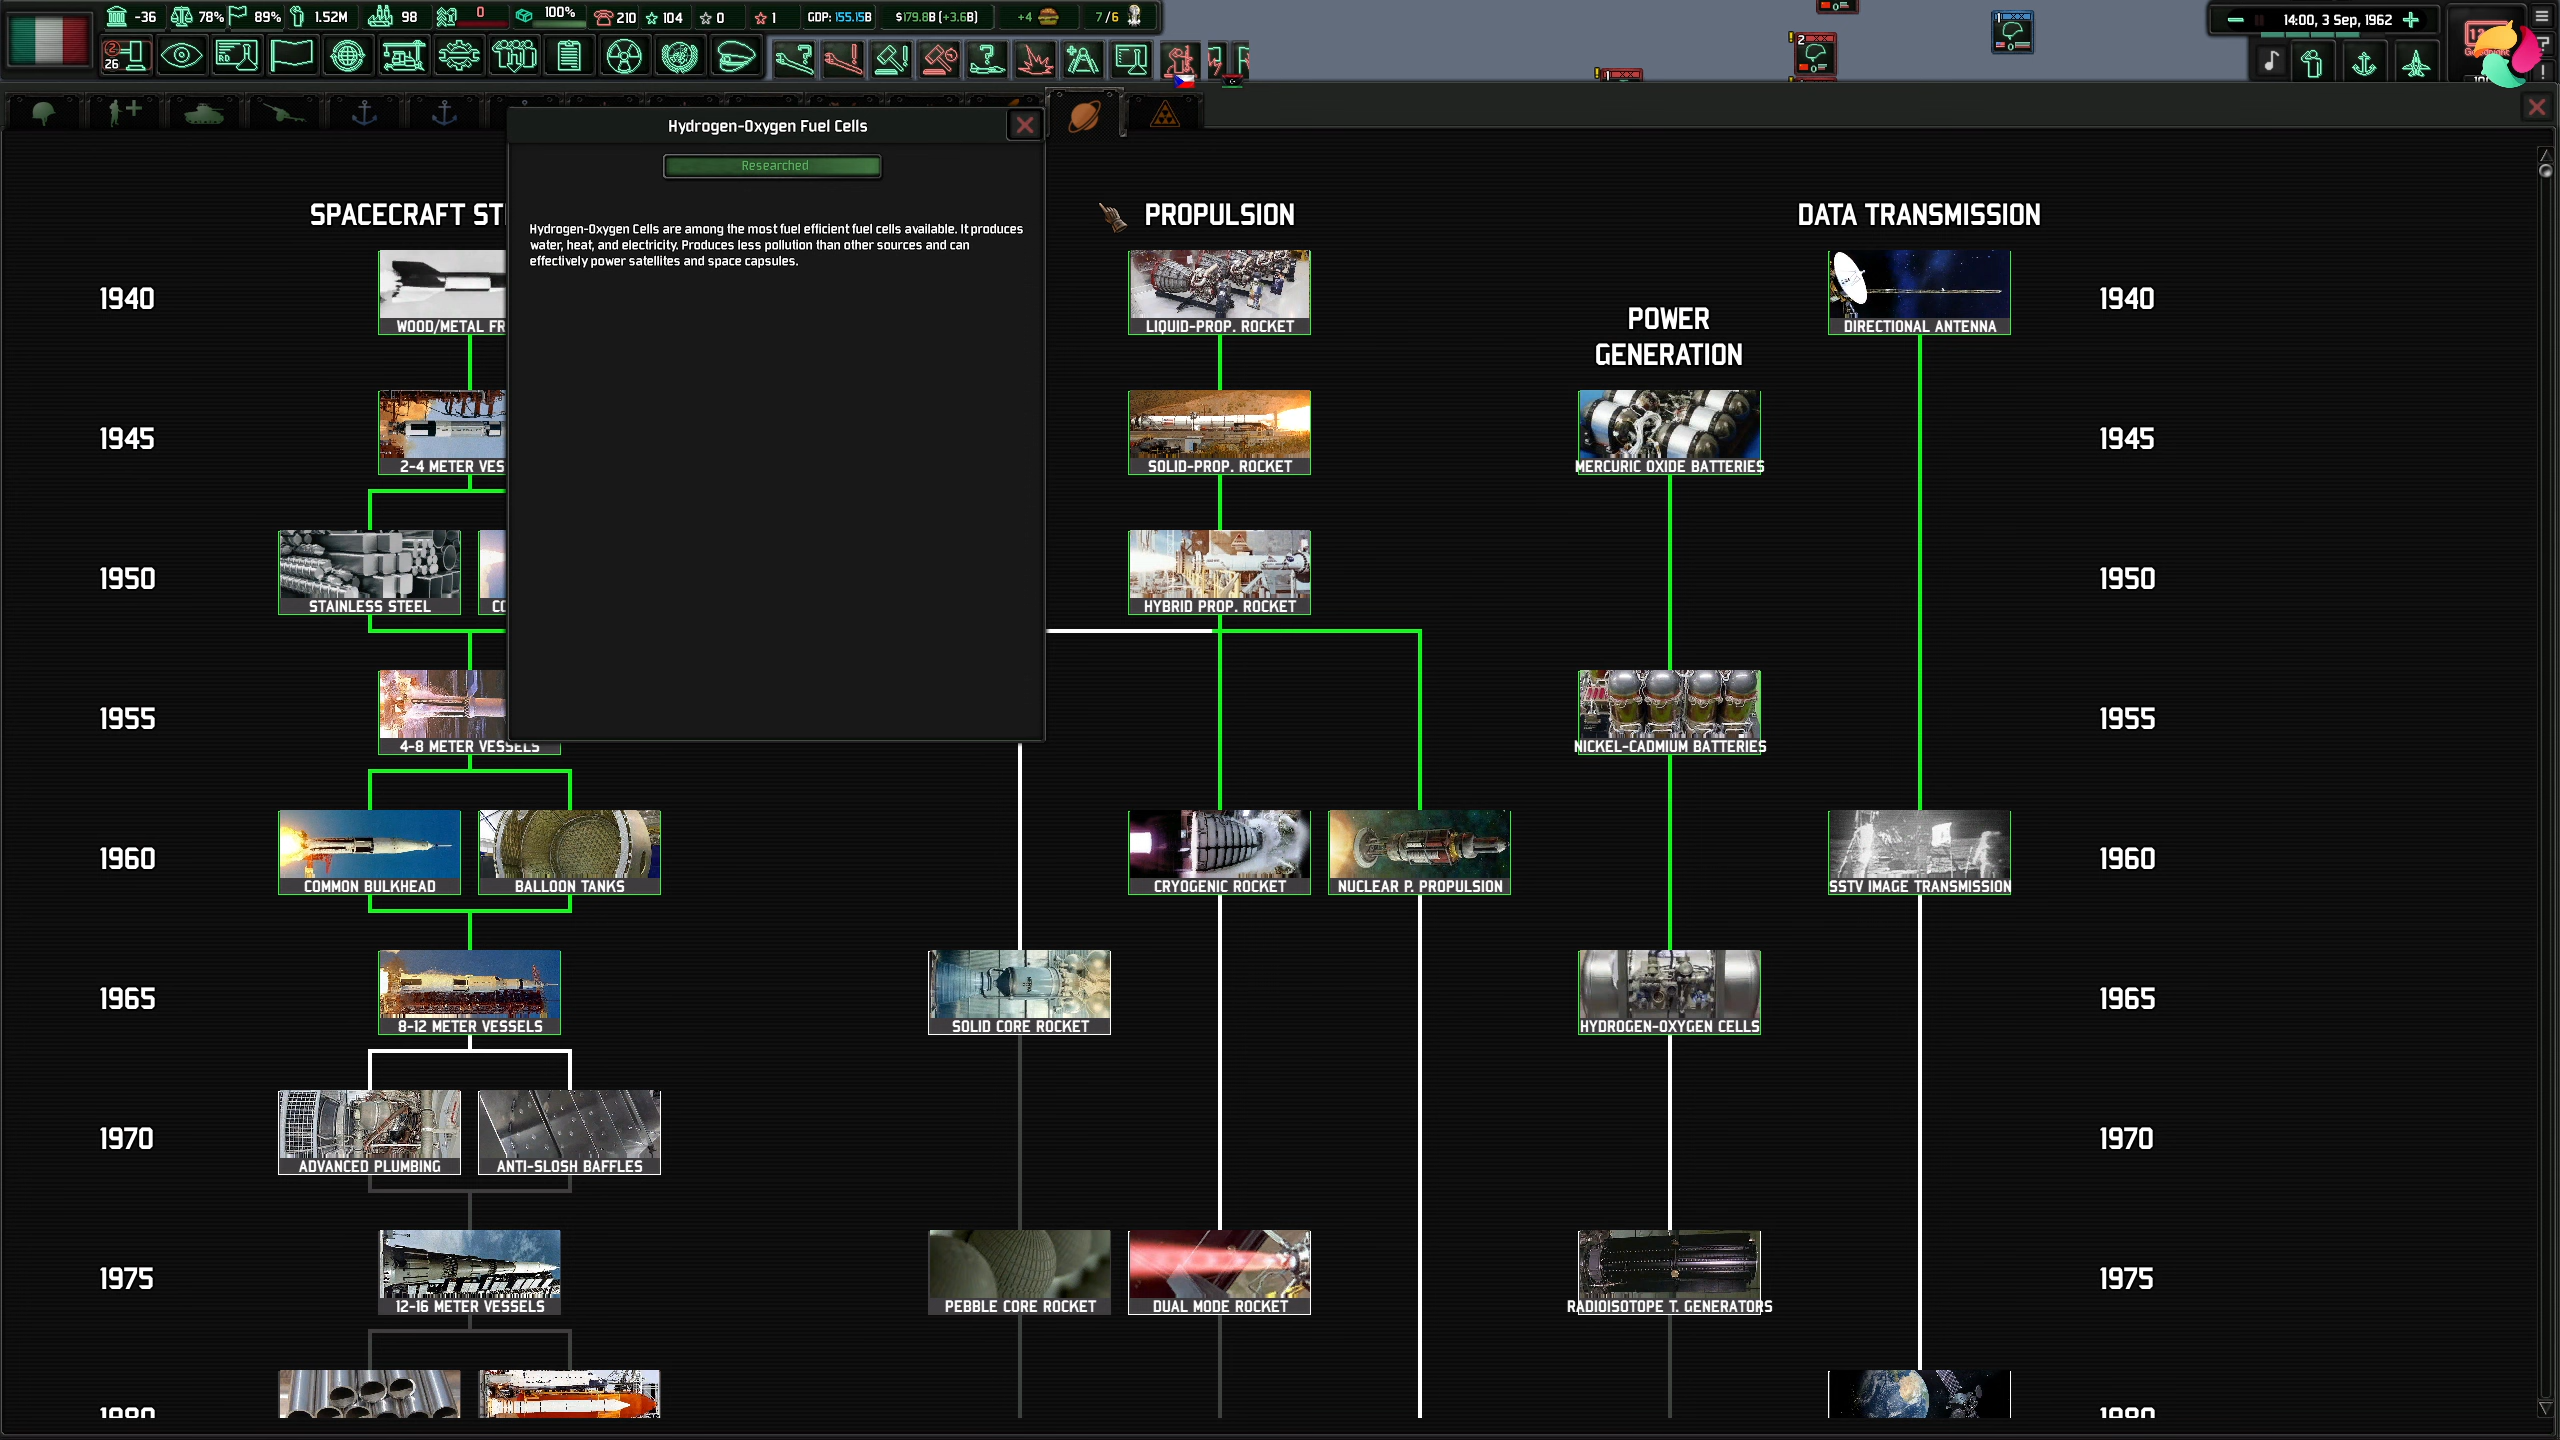 -36
78%
89%
1.52M
98
0
100%
210
104
0
1
GDP: 155.15B
$179.8B (+3.6B)
+4
7/6
14:00, 3 Sep, 1962
2
26
2
1
1
Hydrogen-Oxygen Fuel Cells
Researched
Hydrogen-Oxygen Cells are among the most fuel efficient fuel cells available. It produces
water, heat, and electricity. Produces less pollution than other sources and can
effectively power satellites and space capsules.
SPACECRAFT ST
PROPULSION
POWER
GENERATION
DATA TRANSMISSION
1940
WOOD/METAL FR
LIQUID-PROP. ROCKET
DIRECTIONAL ANTENNA
1940
1945
2-4 METER VES
SOLID-PROP. ROCKET
MERCURIC OXIDE BATTERIES
1945
1950
STAINLESS STEEL
CO
HYBRID PROP. ROCKET
1950
1955
4-8 METER VESSELS
NICKEL-CADMIUM BATTERIES
1955
1960
COMMON BULKHEAD
BALLOON TANKS
CRYOGENIC ROCKET
NUCLEAR P. PROPULSION
SSTV IMAGE TRANSMISSION
1960
1965
8-12 METER VESSELS
SOLID CORE ROCKET
HYDROGEN-OXYGEN CELLS
1965
1970
ADVANCED PLUMBING
ANTI-SLOSH BAFFLES
1970
1975
12-16 METER VESSELS
PEBBLE CORE ROCKET
DUAL MODE ROCKET
RADIOISOTOPE T. GENERATORS
1975
1980
1980